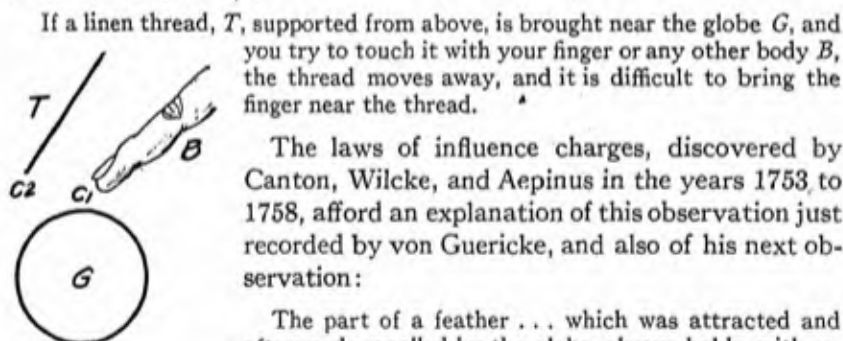 If a linen thread, T, supported from above, is brought near the globe G, and
you try to touch it with your finger or any other body B,
the thread moves away, and it is difficult to bring the
finger near the thread.
T
B
C2
C1
G
The laws of influence charges, discovered by
Canton, Wilcke, and Aepinus in the years 1753 to
1758, afford an explanation of this observation just
recorded by von Guericke, and also of his next ob-
servation:
The part of a feather ... which was attracted and